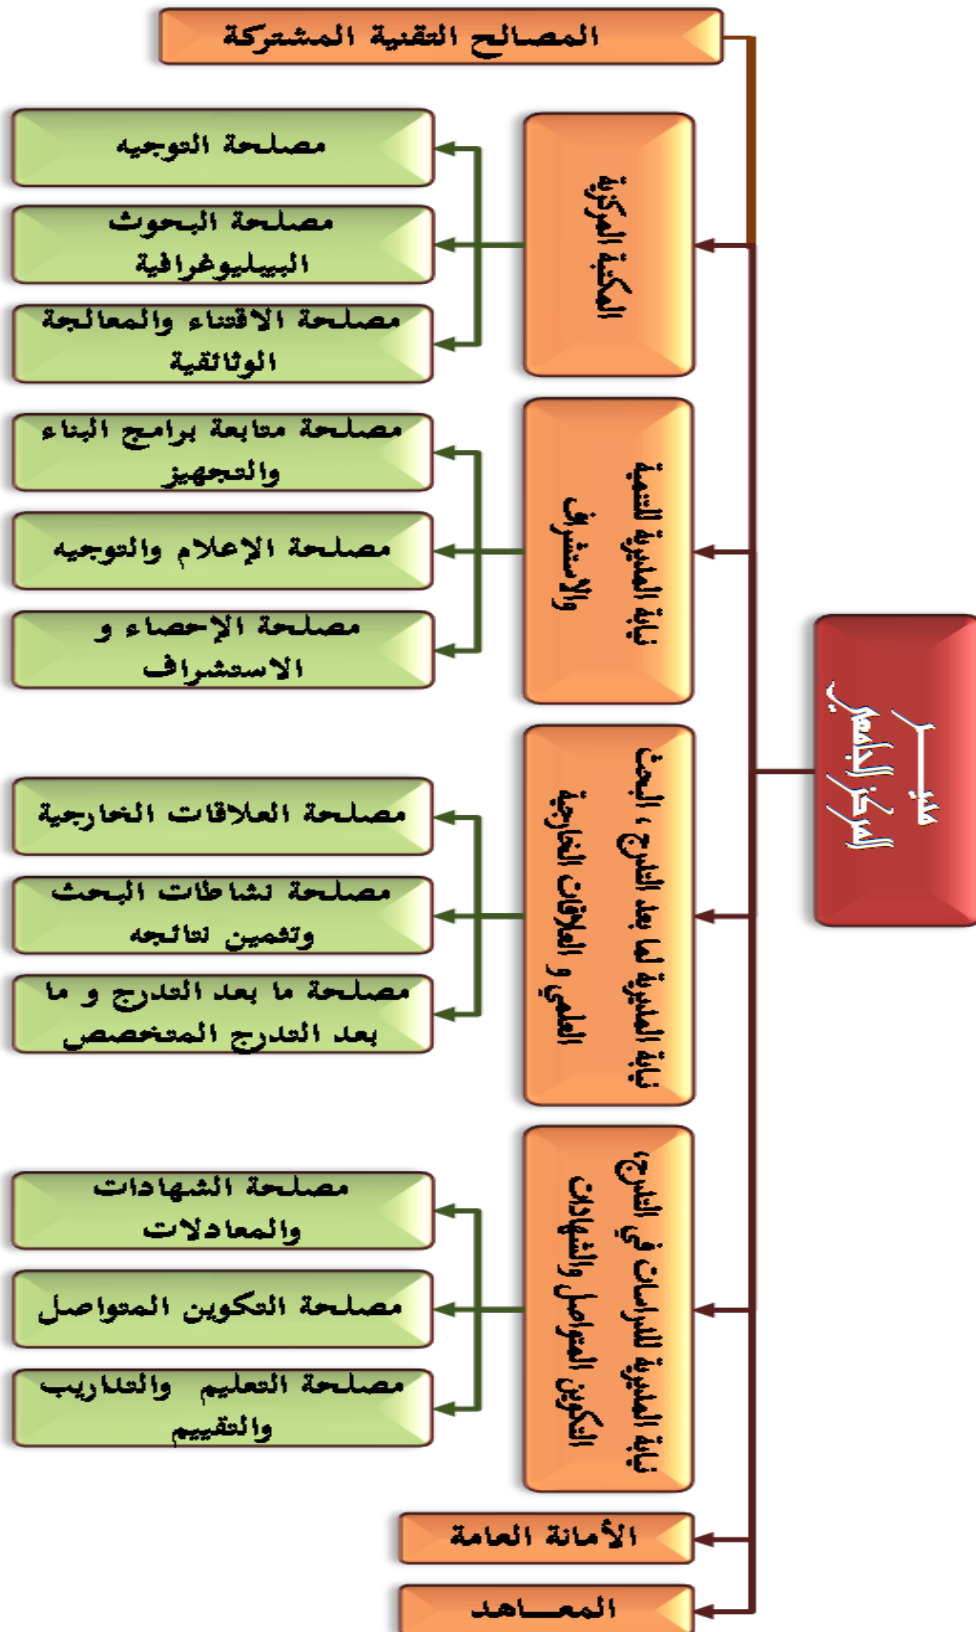 المصالح التقنية المشتركة
مديـــــر
المركز الجامعي
المكتبة المركزية
مصلحة التوجيه
مصلحة البحوث
البيبليوغرافية
مصلحة الاقتناء والمعالجة
الوثائقية
نيابة المديرية للتنمية
والاستشراف
مصلحة متابعة برامج البناء
والتجهيز
مصلحة الإعلام والتوجيه
مصلحة الإحصاء و
الاستشراف
نيابة المديرية لما بعد التدرج ، البحث
العلمي و العلاقات الخارجية
مصلحة العلاقات الخارجية
مصلحة نشاطات البحث
وتثمين نتائجه
مصلحة ما بعد التدرج و ما
بعد التدرج المتخصص
نيابة المديرية للدراسات في التدرج،
التكوين المتواصل والشهادات
مصلحة الشهادات
والمعادلات
مصلحة التكوين المتواصل
مصلحة التعليم والتداريب
والتقييم
الأمانة العامة
المعـــاهد